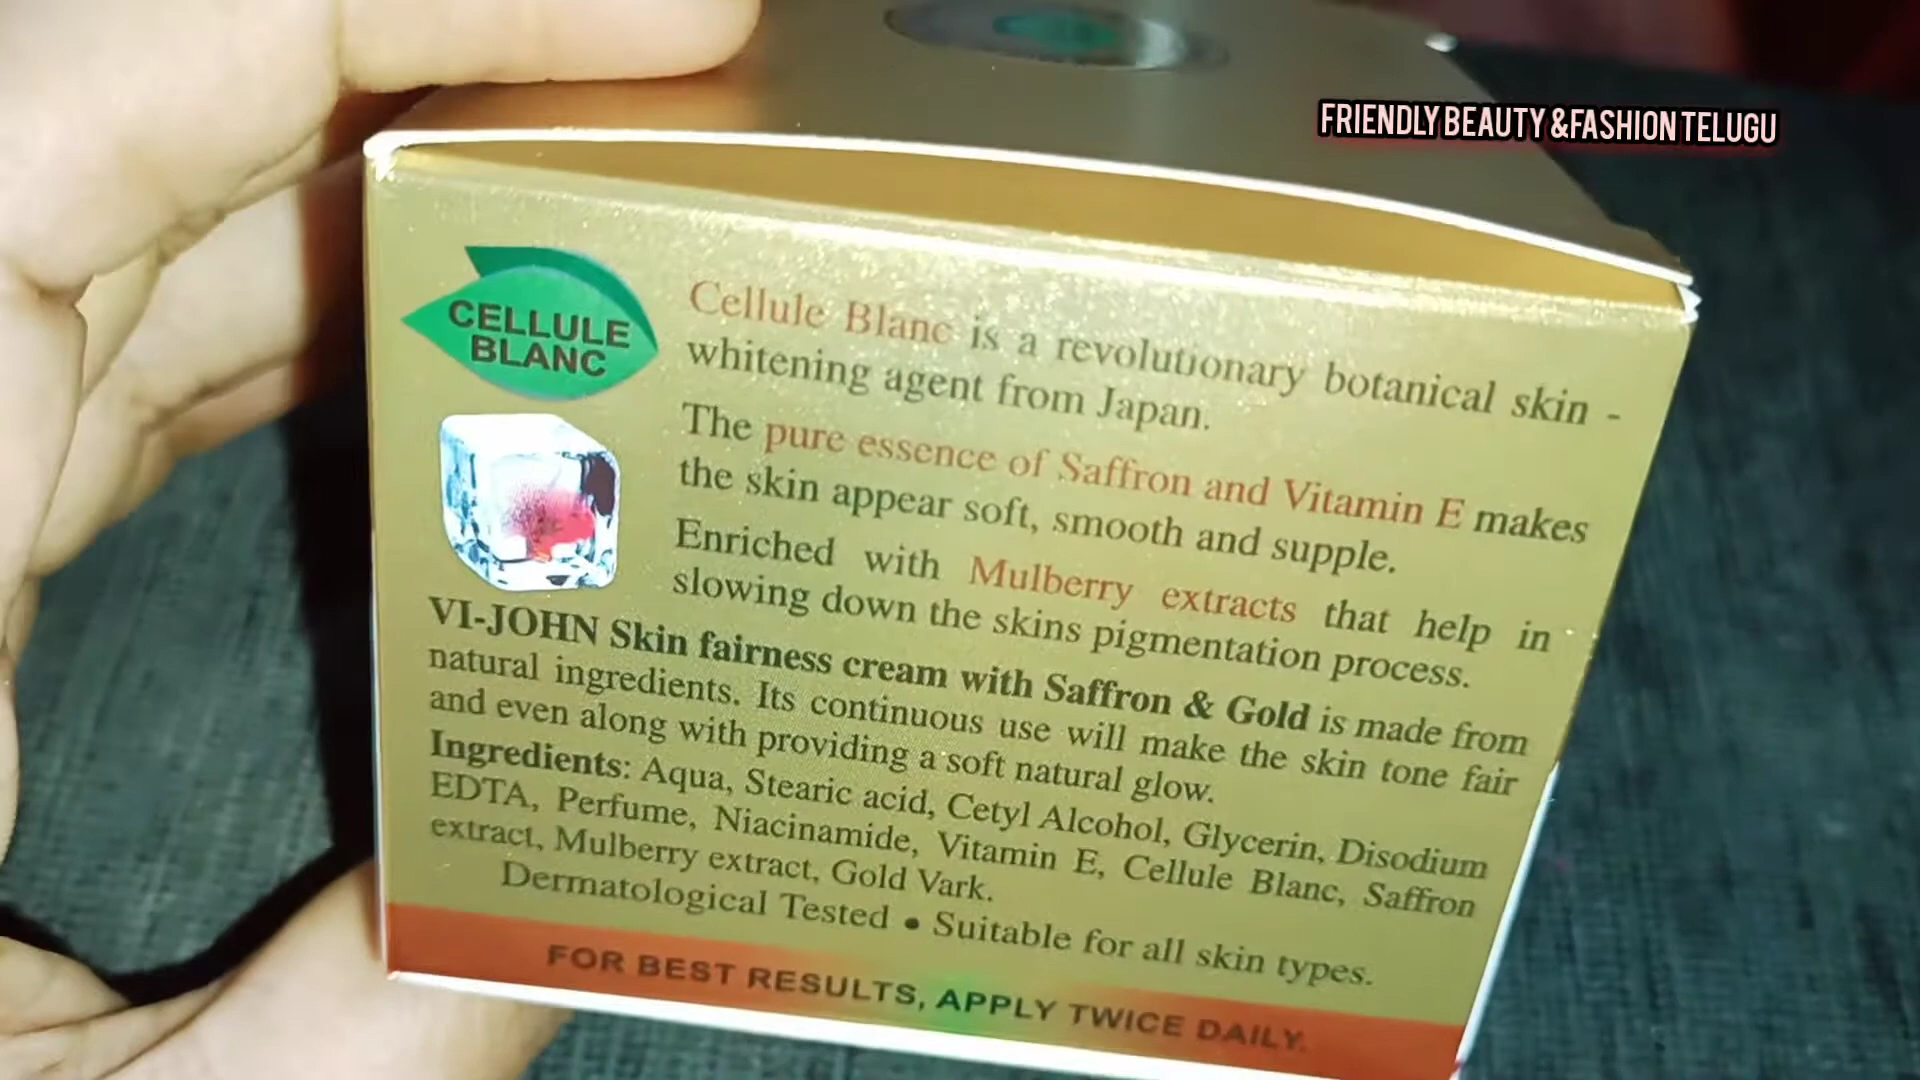 FRIENDLY BEAUTY &FASHION TELUGU
CELLULE
BLANC
Cellule Blanc is a revolutionary botanical skin -
whitening agent from Japan.
The pure essence of Saffron and Vitamin E makes
the skin appear soft, smooth and supple.
Enriched with Mulberry extracts that help in
slowing down the skins pigmentation process.
VI-JOHN Skin fairness cream with Saffron & Gold is made from
natural ingredients. Its continuous use will make the skin tone fair
and even along with providing a soft natural glow.
Ingredients: Aqua, Stearic acid, Cetyl Alcohol, Glycerin, Disodium
EDTA, Perfume, Niacinamide, Vitamin E, Cellule Blanc, Saffron
extract, Mulberry extract, Gold Vark.
Dermatological Tested • Suitable for all skin types.
FOR BEST RESULTS, APPLY TWICE DAILY.